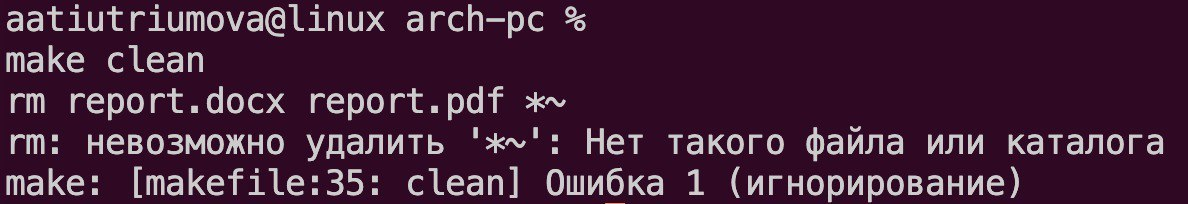 aatiutriumova@linux arch-pc %
make clean
rm report.docx report.pdf *~
rm: невозможно удалить '*~': Нет такого файла или каталога
make: [makefile:35: clean] Ошибка 1 (игнорирование)